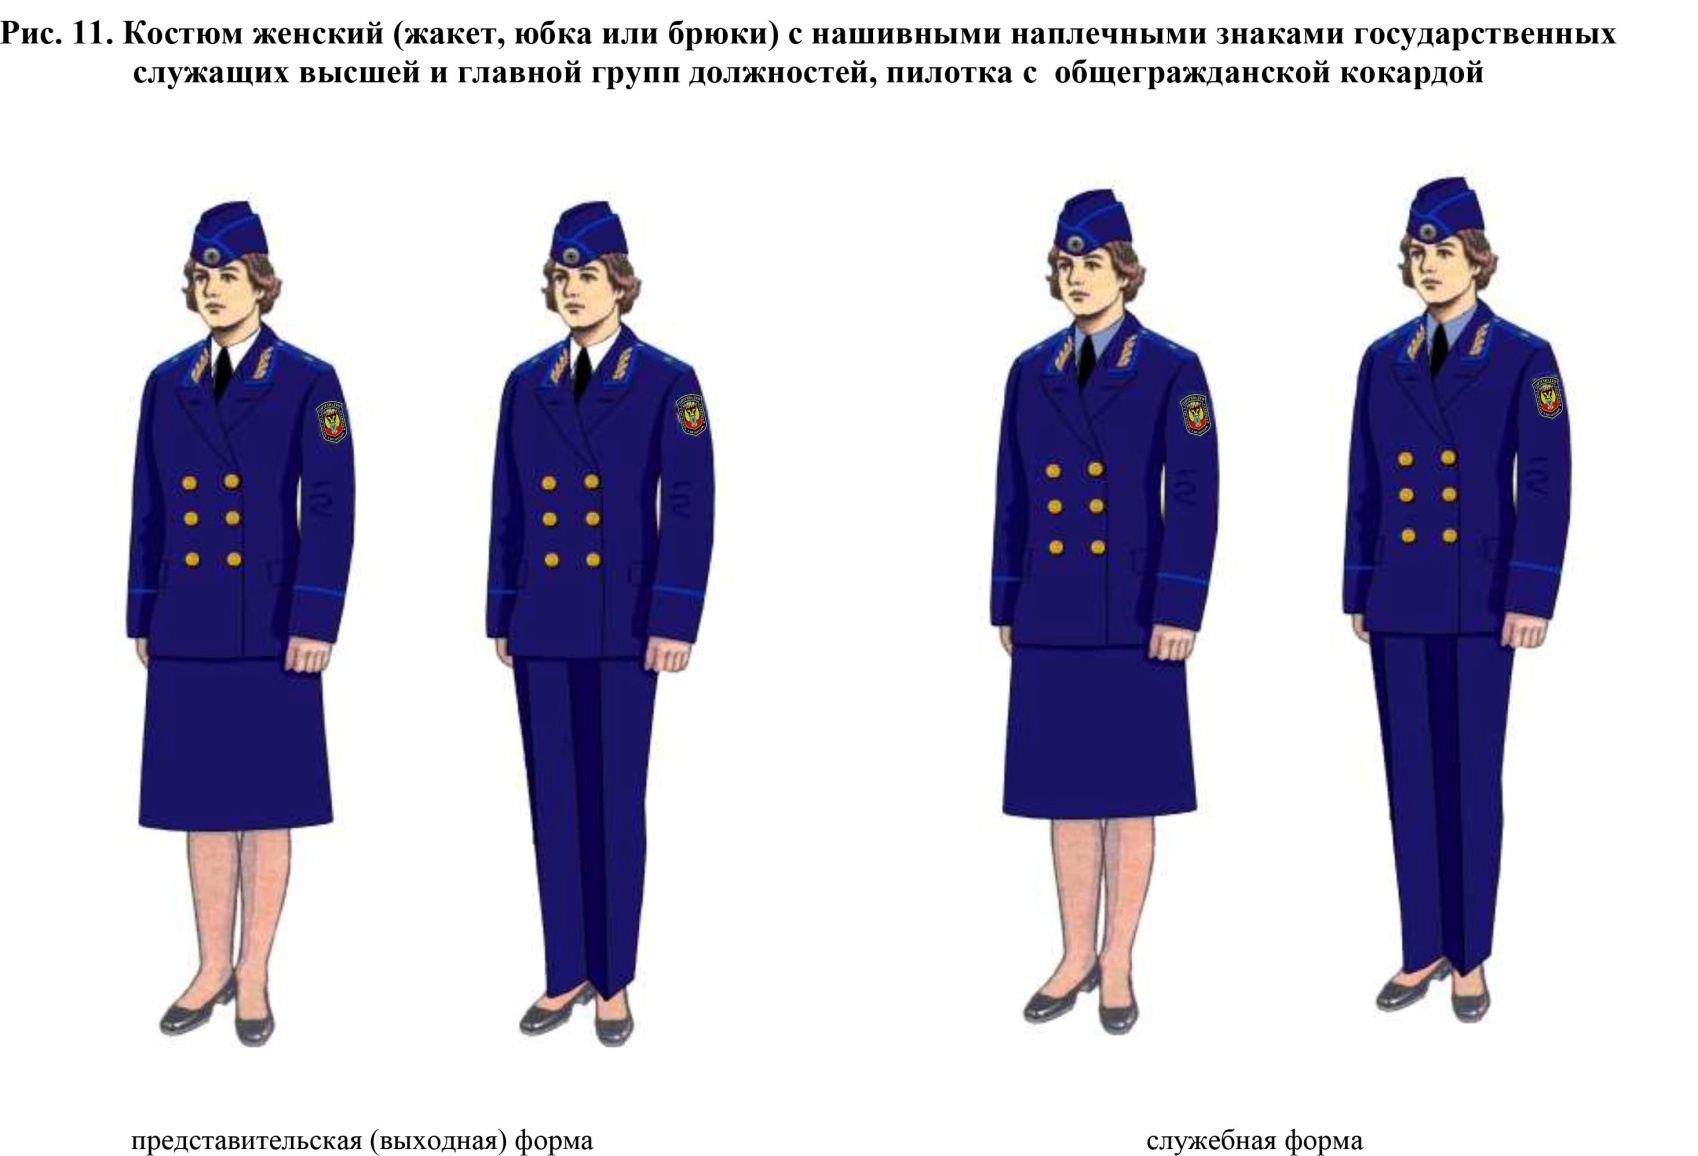 Рис. 11. Костюм женский (жакет, юбка или брюки) с нашивными наплечными знаками государственных
служащих высшей и главной групп должностей, пилотка с  общегражданской кокардой
представительская (выходная) форма
служебная форма